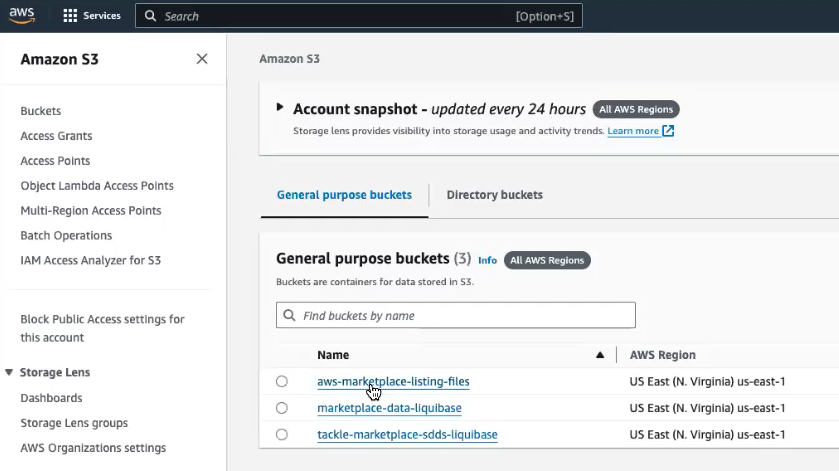 aws Services Search [Option+S]
Amazon S3
Buckets
Access Grants
Access Points
Object Lambda Access Points
Multi-Region Access Points
Batch Operations
IAM Access Analyzer for S3
Block Public Access settings for
this account
Storage Lens
Dashboards
Storage Lens groups
AWS Organizations settings
Amazon S3
Account snapshot - updated every 24 hours All AWS Regions
Storage lens provides visibility into storage usage and activity trends. Learn more
General purpose buckets Directory buckets
General purpose buckets (3) Info All AWS Regions
Buckets are containers for data stored in S3.
Find buckets by name
Name AWS Region
aws-marketplace-listing-files US East (N. Virginia) us-east-1
marketplace-data-liquibase US East (N. Virginia) us-east-1
tackle-marketplace-sdds-liquibase US East (N. Virginia) us-east-1